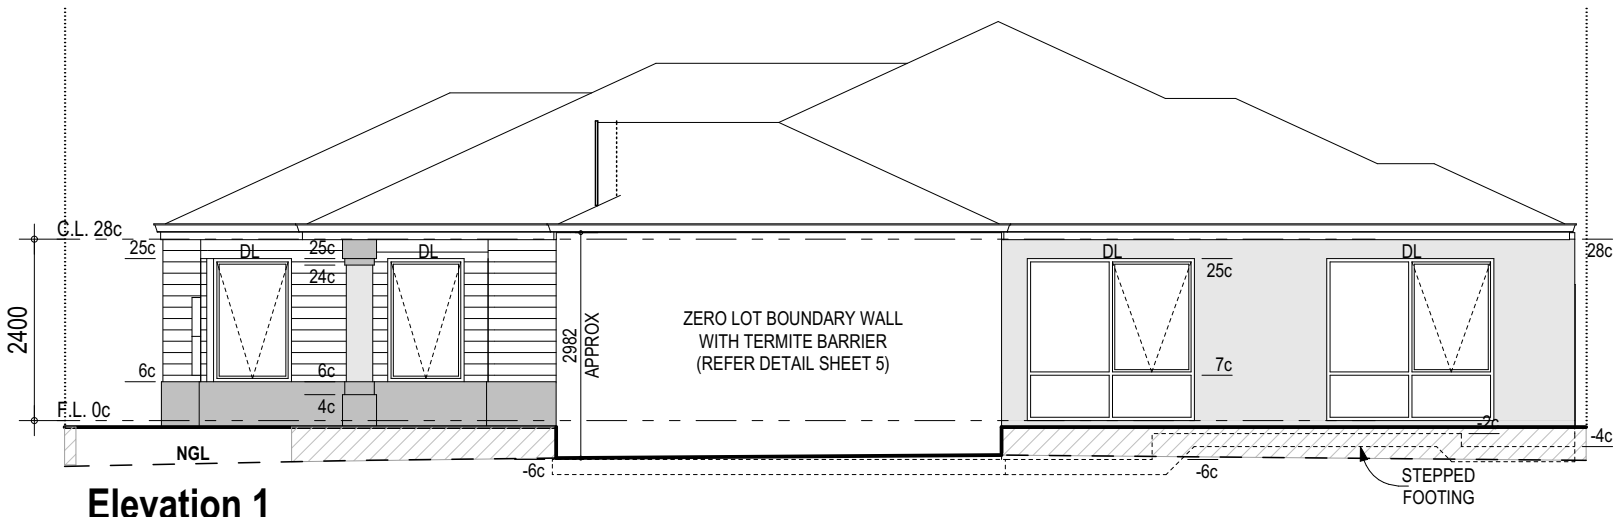 C.L. 28c
25c
DL
25c
DL
24c
DL
25c
DL
28c
2400
2982
APPROX
ZERO LOT BOUNDARY WALL
WITH TERMITE BARRIER
(REFER DETAIL SHEET 5)
7c
6c
6c
4c
F.L. 0c
-2c
-4c
NGL
-6c
-6c
STEPPED
FOOTING
Elevation 1